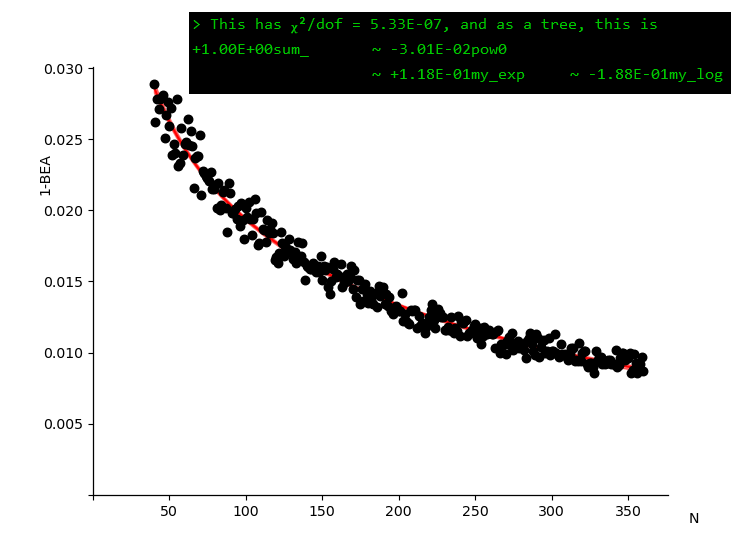 > This has χ²/dof = 5.33E-07, and as a tree, this is
+1.00E+00sum_ ~ -3.01E-02pow0
~ +1.18E-01my_exp ~ -1.88E-01my_log
0.030
0.025
1-BEA
0.020
0.015
0.010
0.005
50 100 150 200 250 300 350
N